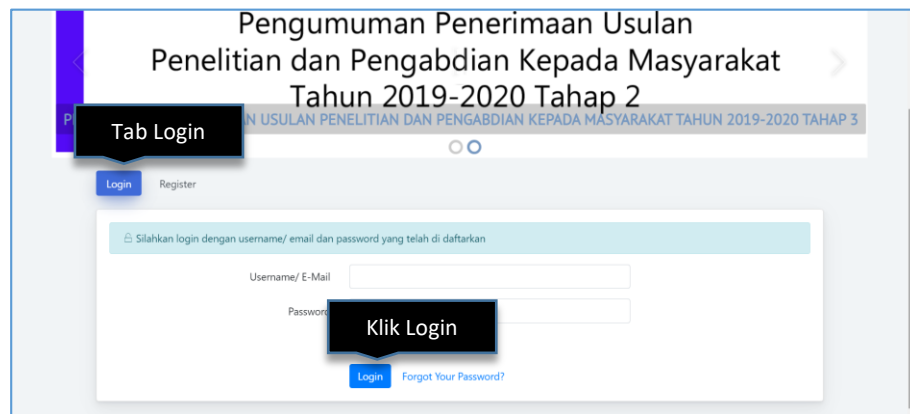 Pengumuman Penerimaan Usulan
Penelitian dan Pengabdian Kepada Masyarakat
Tahun 2019-2020 Tahap 2
P
USULAN PENELITIAN DAN PENGABDIAN KEPADA MASYARAKAT TAHUN 2019-2020 TAHAP 3
Tab Login
Login Register
Silahkan login dengan username/ email dan password yang telah di daftarkan
Username/ E-Mail
Password
Klik Login
Login Forgot Your Password?